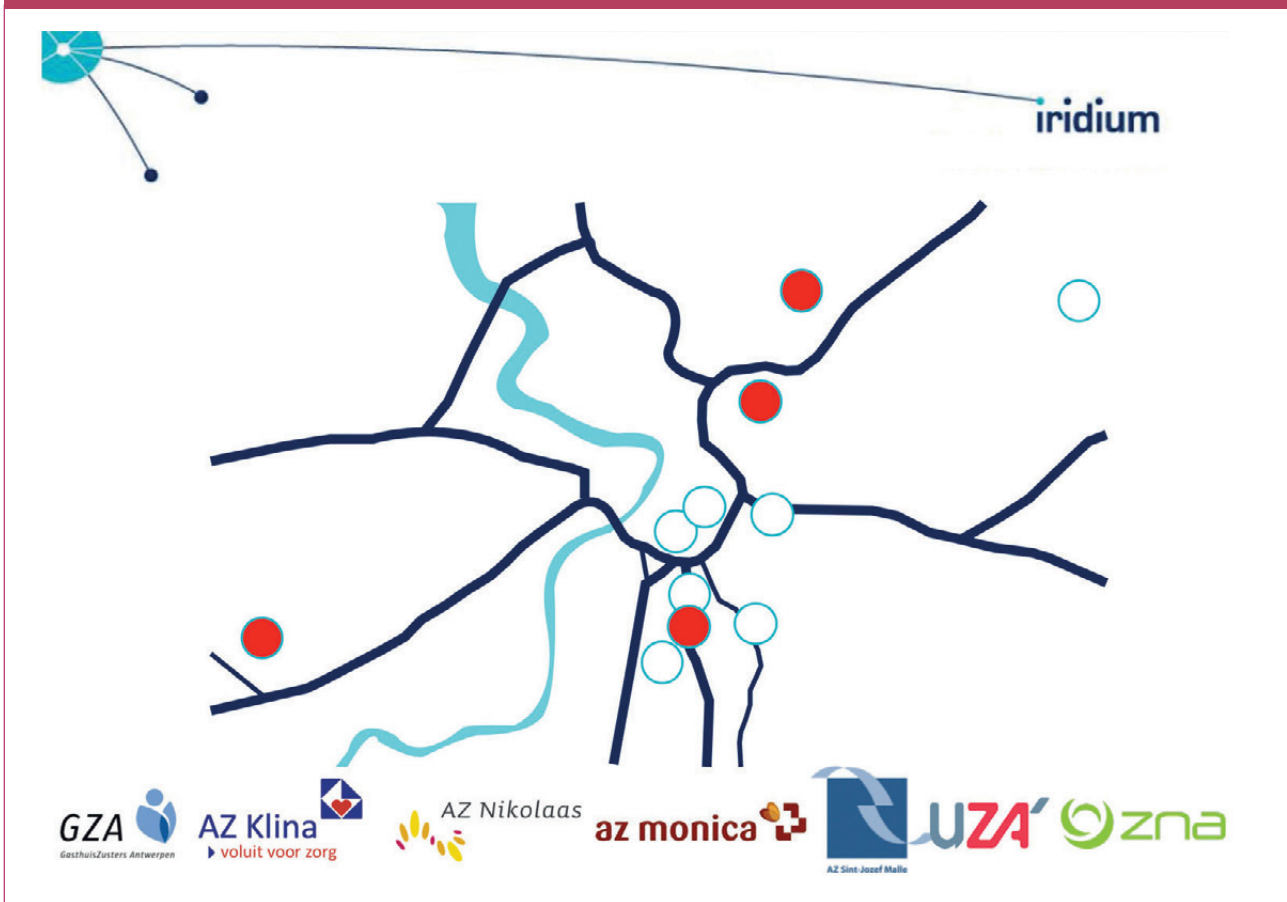 iridium
GZA
GasthuisZusters Antwerpen
AZ Klina
voluit voor zorg
AZ Nikolaas
az monica
AZ Sint-Jozef Malle
UZA'
zna